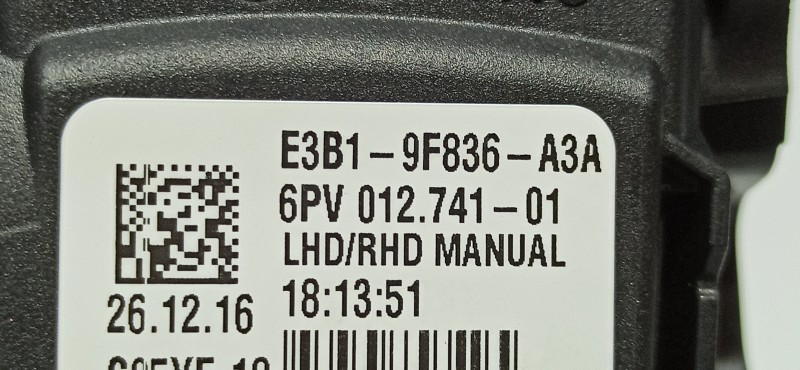 E3B1-9F836-A3A
6PV 012.741-01
LHD/RHD MANUAL
26.12.16 18:13:51